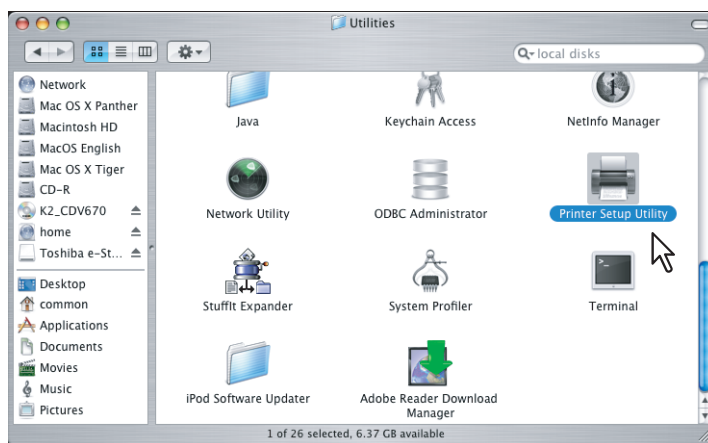 Utilities
local disks
Network
Mac OS X Panther
Macintosh HD
MacOS English
Mac OS X Tiger
CD-R
K2_CDV670
home
Toshiba e-St...
Desktop
common
Applications
Documents
Movies
Music
Pictures
Java
Keychain Access
NetInfo Manager
Network Utility
ODBC Administrator
Printer Setup Utility
StuffIt Expander
System Profiler
Terminal
iPod Software Updater
Adobe Reader Download
Manager
1 of 26 selected, 6.37 GB available